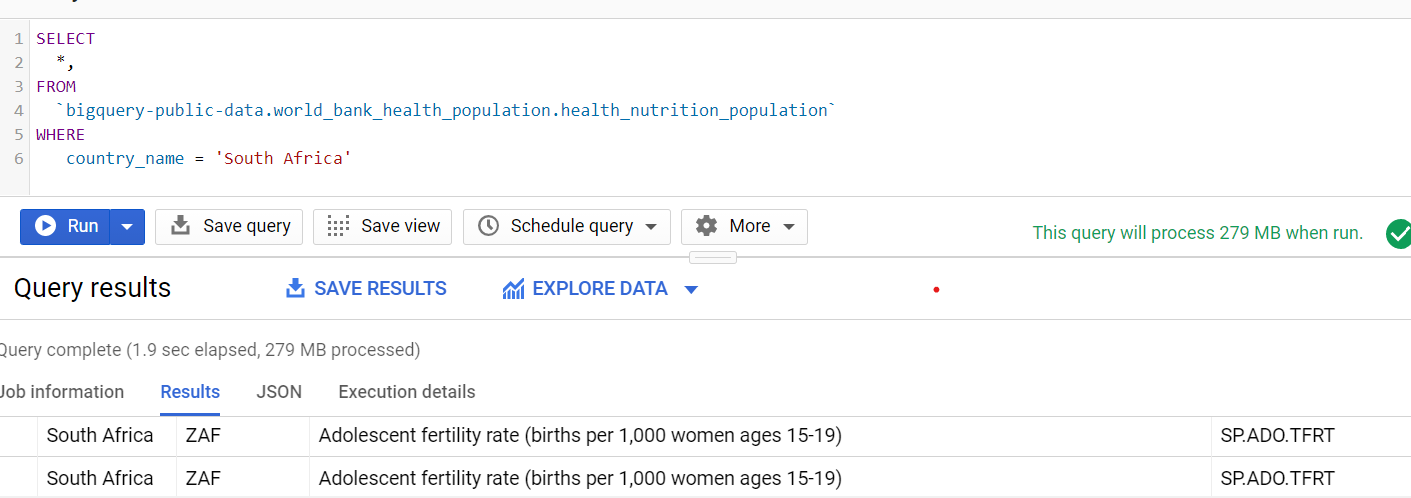 1 SELECT
2 *,
3 FROM
4 `bigquery-public-data.world_bank_health_population.health_nutrition_population`
5 WHERE
6 country_name = 'South Africa'
Run Save query Save view Schedule query More This query will process 279 MB when run.
Query results SAVE RESULTS EXPLORE DATA
Query complete (1.9 sec elapsed, 279 MB processed)
Job information Results JSON Execution details
South Africa ZAF Adolescent fertility rate (births per 1,000 women ages 15-19) SP.ADO.TFRT
South Africa ZAF Adolescent fertility rate (births per 1,000 women ages 15-19) SP.ADO.TFRT